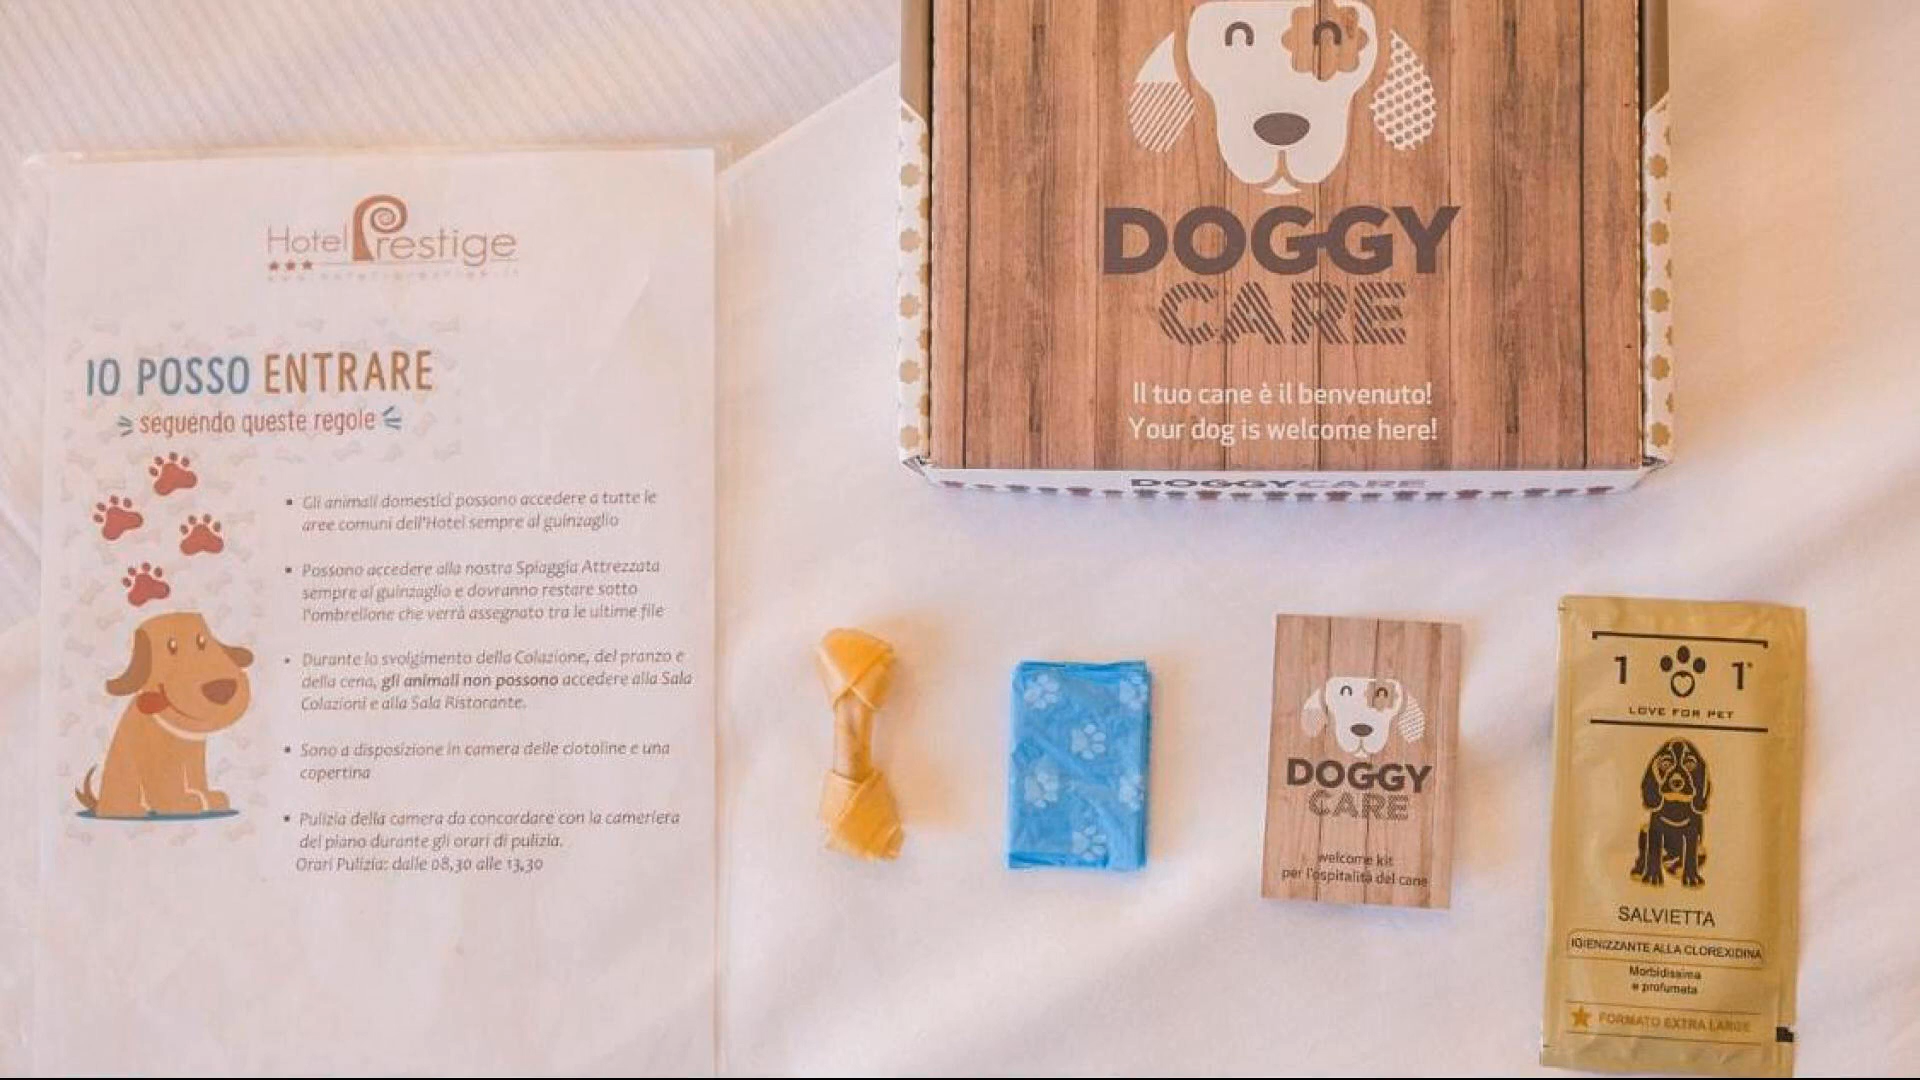 Hotel Prestige
IO POSSO ENTRARE
seguendo queste regole
Gli animali domestici possono accedere a tutte le
aree comuni dell'Hotel sempre al guinzaglio
Possono accedere alla nostra Spiaggia Attrezzata
sempre al guinzaglio e dovranno restare sotto
l'ombrellone che verrà assegnato tra le ultime file
Durante lo svolgimento della Colazione, del pranzo e
della cena, gli animali non possono accedere alla Sala
Colazioni e alla Sala Ristorante.
Sono a disposizione in camera delle ciotoline e una
copertina
Pulizia della camera da concordare con la cameriera
del piano durante gli orari di pulizia.
Orari Pulizia: dalle 08,30 alle 13,30
DOGGY
CARE
Il tuo cane è il benvenuto!
Your dog is welcome here!
DOGGYCARE
DOGGY
CARE
welcome kit
per l'ospitalità del cane
1 1
LOVE FOR PET
SALVIETTA
IGIENIZZANTE ALLA CLOREXIDINA
Morbidissima
e profumata
FORMATO EXTRA LARGE